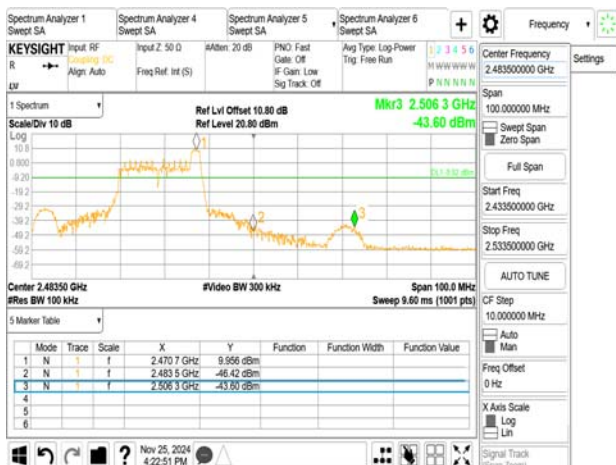 Spectrum Analyzer 1
Swept SA
Spectrum Analyzer 4
Swept SA
Spectrum Analyzer 5
Swept SA
Spectrum Analyzer 6
Swept SA
+
Frequency
Settings
KEYSIGHT
R
Input: RF
Coupling: DC
Align: Auto
Input Z: 50 Ω
Freq Ref: Int (S)
#Atten: 20 dB
PNO: Fast
Gate: Off
IF Gain: Low
Sig Track: Off
Avg Type: Log-Power
Trig: Free Run
1 2 3 4 5 6
M W W W W W
P N N N N N
1 Spectrum
Scale/Div 10 dB
Ref Lvl Offset 10.80 dB
Ref Level 20.80 dBm
Mkr3 2.506 3 GHz
-43.60 dBm
Log
10.8
0.800
-9.20
-19.2
-29.2
-39.2
-49.2
-59.2
-69.2
1
2
3
Center 2.48350 GHz
#Res BW 100 kHz
#Video BW 300 kHz
Span 100.0 MHz
Sweep 9.60 ms (1001 pts)
5 Marker Table
Mode Trace Scale X Y Function Function Width Function Value
1 N 1 f 2.470 7 GHz 9.956 dBm
2 N 1 f 2.483 5 GHz -46.42 dBm
3 N 1 f 2.506 3 GHz -43.60 dBm
4
5
6
Nov 25, 2024
4:22:51 PM
Center Frequency
2.483500000 GHz
Span
100.000000 MHz
Swept Span
Zero Span
Full Span
Start Freq
2.433500000 GHz
Stop Freq
2.533500000 GHz
AUTO TUNE
CF Step
10.000000 MHz
Auto
Man
Freq Offset
0 Hz
X Axis Scale
Log
Lin
Signal Track